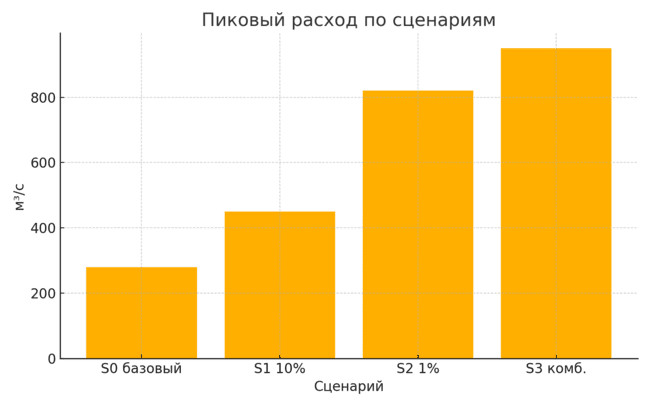 Пиковый расход по сценариям
м³/с
800
600
400
200
0
S0 базовый
S1 10%
S2 1%
S3 комб.
Сценарий